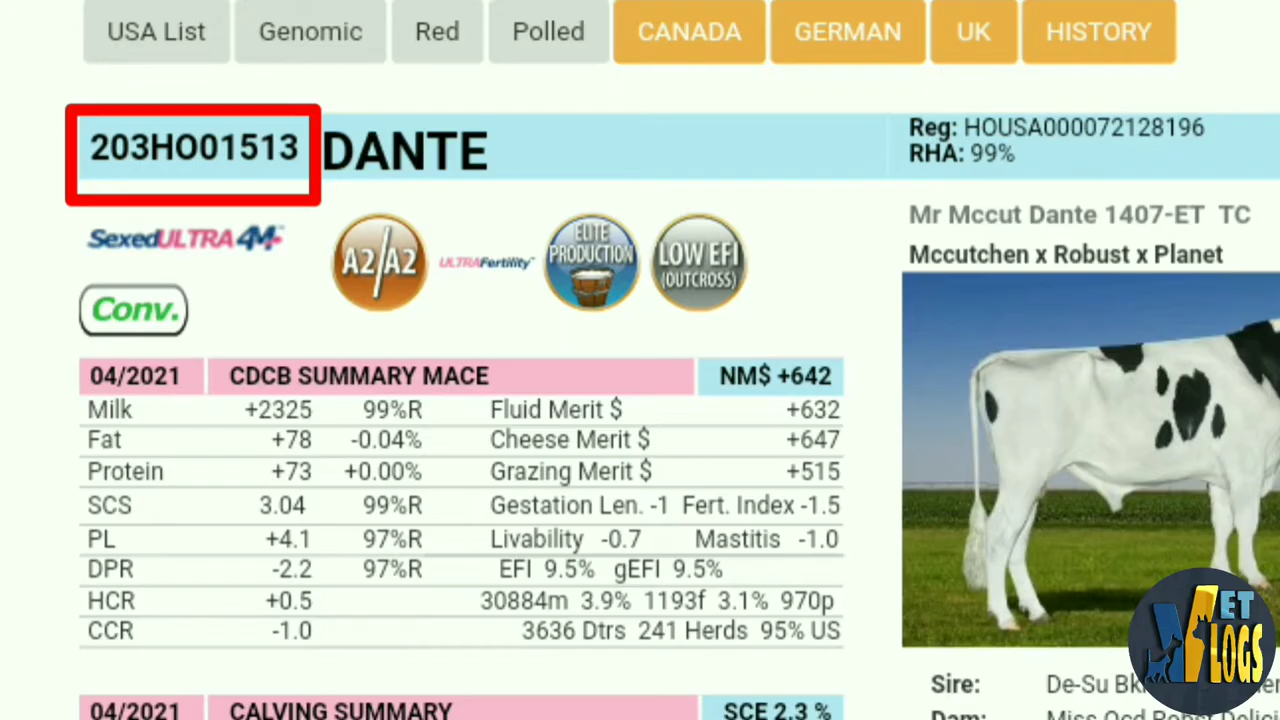 USA List Genomic Red Polled CANADA GERMAN UK HISTORY
203HO01513 DANTE
Reg: HOUSA000072128196
RHA: 99%
SexedULTRA 4M
A2/A2
ULTRAFertility
ELITE PRODUCTION
LOW EFI (OUTCROSS)
Conv.
Mr Mccut Dante 1407-ET TC
Mccutchen x Robust x Planet
04/2021 CDCB SUMMARY MACE NM$ +642
Milk +2325 99%R Fluid Merit $ +632
Fat +78 -0.04% Cheese Merit $ +647
Protein +73 +0.00% Grazing Merit $ +515
SCS 3.04 99%R Gestation Len. -1 Fert. Index -1.5
PL +4.1 97%R Livability -0.7 Mastitis -1.0
DPR -2.2 97%R EFI 9.5% gEFI 9.5%
HCR +0.5 30884m 3.9% 1193f 3.1% 970p
CCR -1.0 3636 Dtrs 241 Herds 95% US
04/2021 CALVING SUMMARY SCE 2.3 %
Sire: De-Su
VET VLOGS